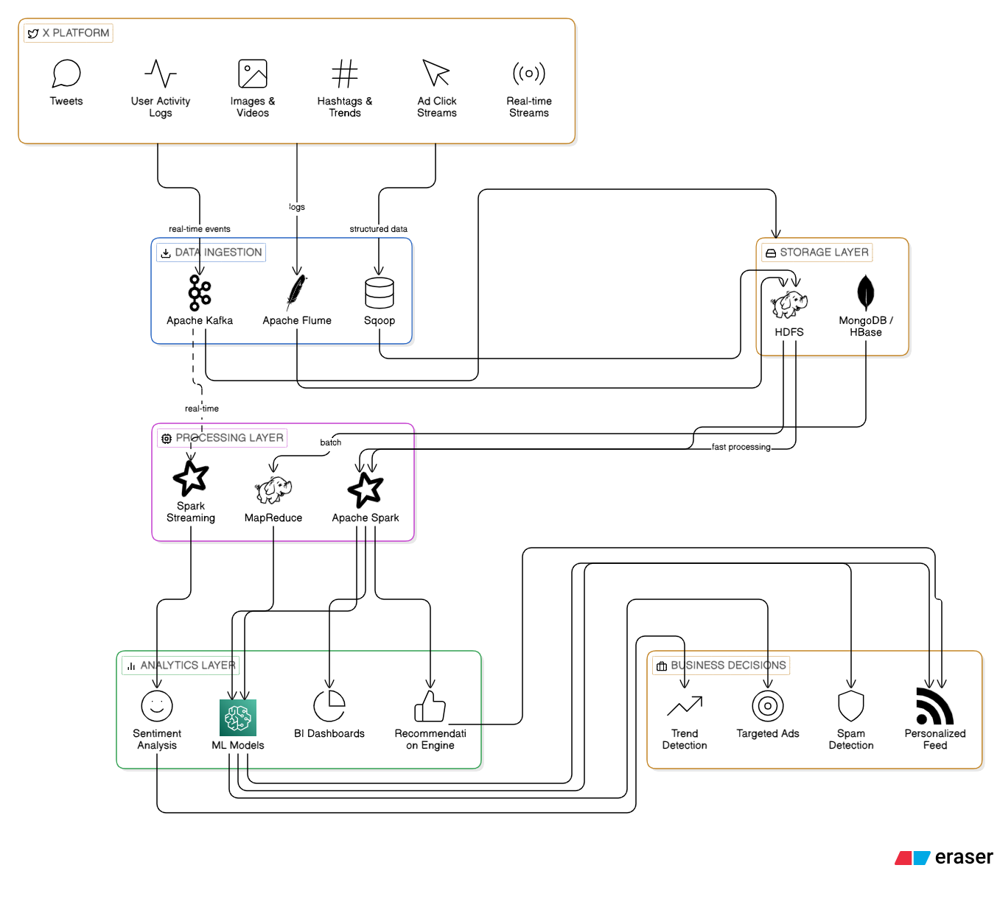 X PLATFORM
Tweets
User Activity
Logs
Images &
Videos
Hashtags &
Trends
Ad Click
Streams
Real-time
Streams
logs
real-time events
structured data
DATA INGESTION
Apache Kafka
Apache Flume
Sqoop
STORAGE LAYER
HDFS
MongoDB /
HBase
real-time
PROCESSING LAYER
batch
fast processing
Spark
Streaming
MapReduce
Apache Spark
ANALYTICS LAYER
Sentiment
Analysis
ML Models
BI Dashboards
Recommendati
on Engine
BUSINESS DECISIONS
Trend
Detection
Targeted Ads
Spam
Detection
Personalized
Feed
eraser